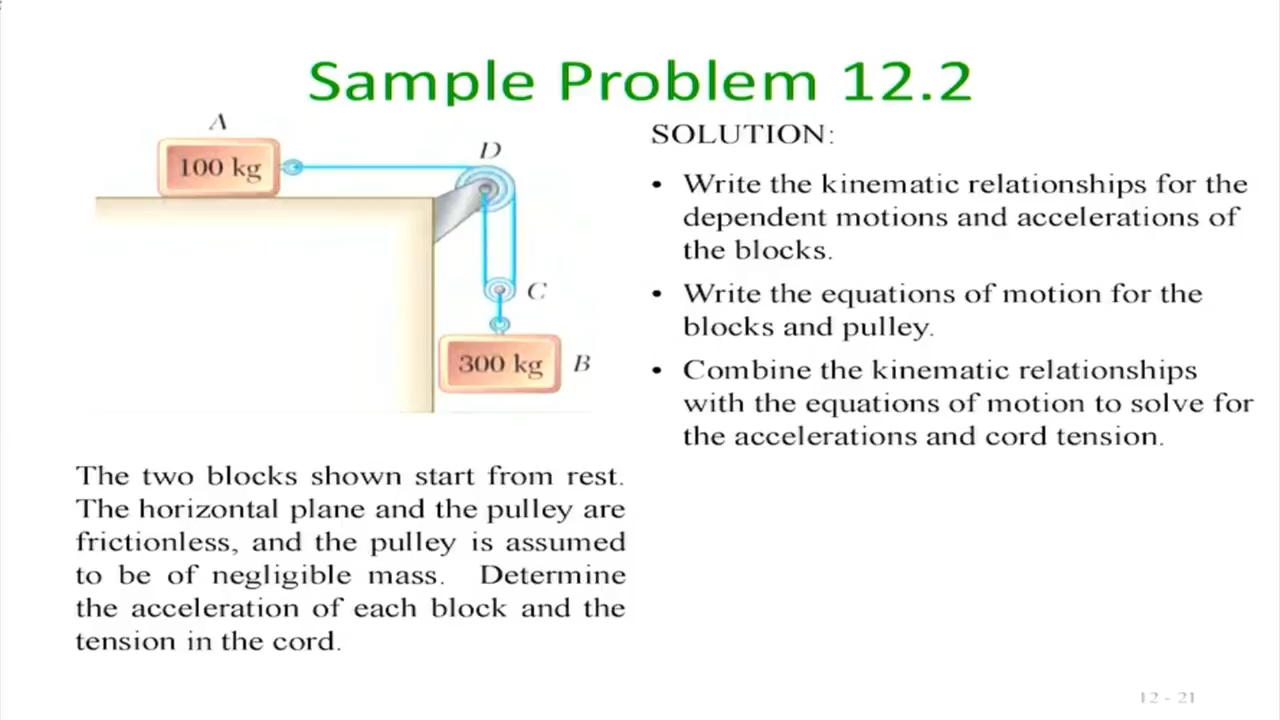 Sample Problem 12.2
A
100 kg
D
C
300 kg
B
SOLUTION:
• Write the kinematic relationships for the
dependent motions and accelerations of
the blocks.
• Write the equations of motion for the
blocks and pulley.
• Combine the kinematic relationships
with the equations of motion to solve for
the accelerations and cord tension.
The two blocks shown start from rest.
The horizontal plane and the pulley are
frictionless, and the pulley is assumed
to be of negligible mass. Determine
the acceleration of each block and the
tension in the cord.
12 - 21